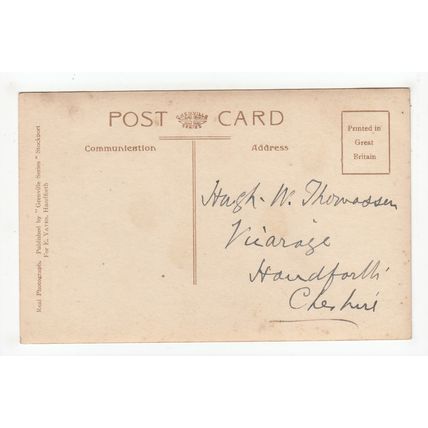 POST CARD
Communication
Address
Printed in
Great
Britain
Real Photograph. Published by "Grenville Series" Stockport
For E. YATES, Handforth
Hugh W. Thomason
Vicarage
Handforth
Cheshire